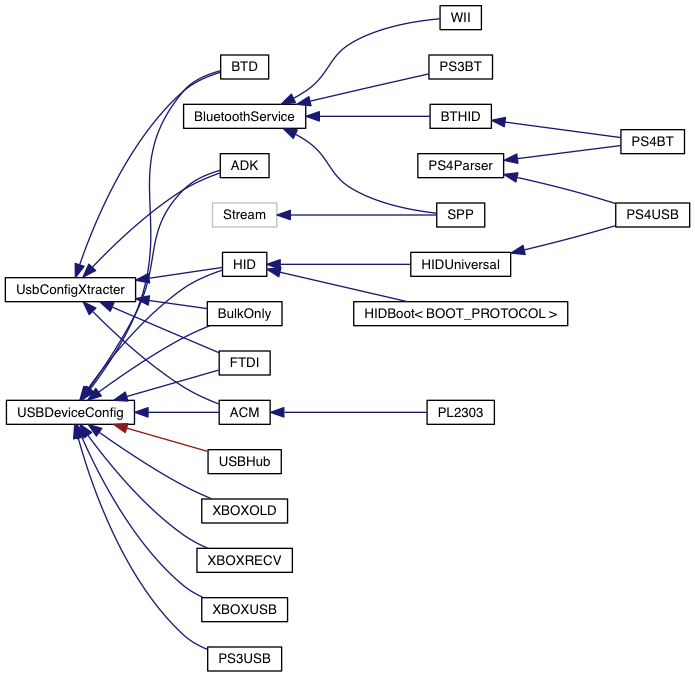 WII
BTD
PS3BT
BluetoothService
BTHID
PS4BT
ADK
PS4Parser
Stream
SPP
PS4USB
HID
HIDUniversal
UsbConfigXtracter
BulkOnly
HIDBoot< BOOT_PROTOCOL >
FTDI
USBDeviceConfig
ACM
PL2303
USBHub
XBOXOLD
XBOXRECV
XBOXUSB
PS3USB